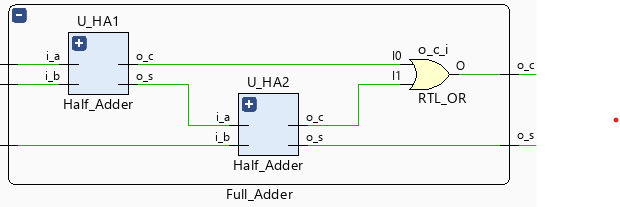 U_HA1
i_a
i_b
o_c
o_s
Half_Adder
U_HA2
i_a
i_b
o_c
o_s
Half_Adder
o_c_i
I0
I1
O
RTL_OR
o_c
o_s
Full_Adder